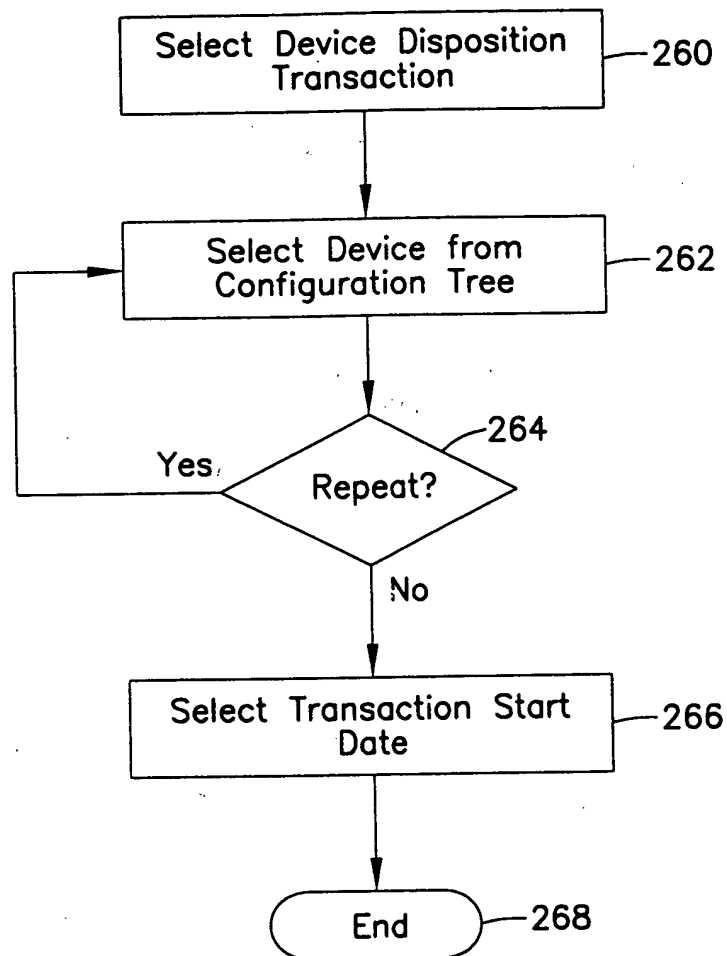 Select Device Disposition
Transaction
260
Select Device from
Configuration Tree
262
264
Yes
Repeat?
No
Select Transaction Start
Date
266
End
268